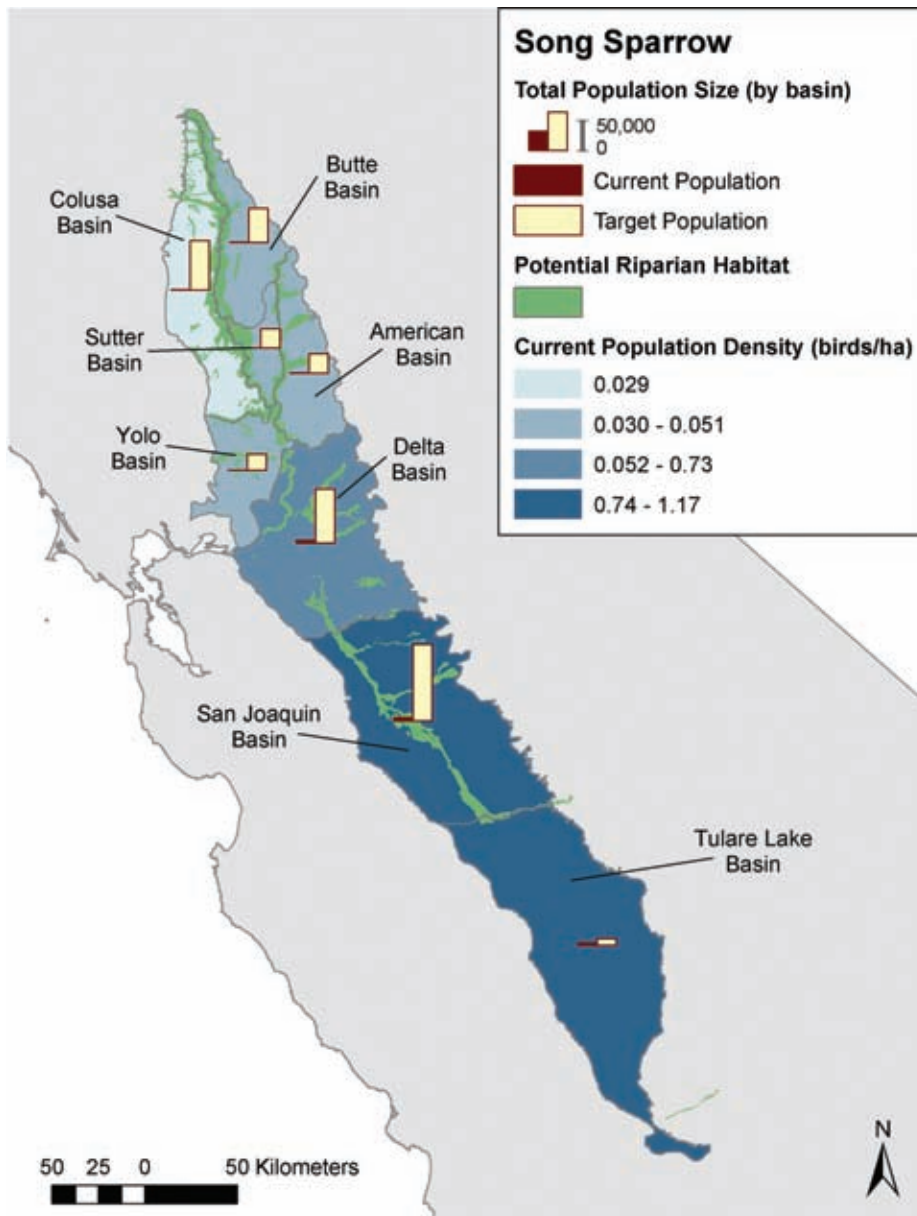 Song Sparrow
Total Population Size (by basin)
50,000
0
Current Population
Target Population
Potential Riparian Habitat
Current Population Density (birds/ha)
0.029
0.030 - 0.051
0.052 - 0.73
0.74 - 1.17
Butte
Basin
Colusa
Basin
Sutter
Basin
American
Basin
Yolo
Basin
Delta
Basin
San Joaquin
Basin
Tulare Lake
Basin
50 25 0 50 Kilometers
N